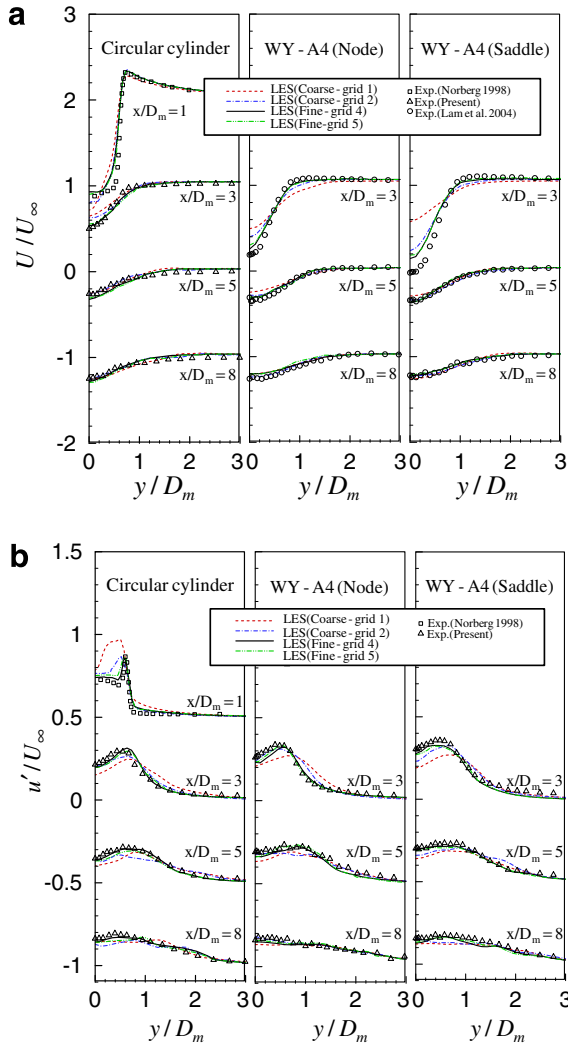 a
Circular cylinder
WY - A4 (Node)
WY - A4 (Saddle)
LES(Coarse-grid 1)
LES(Coarse-grid 2)
LES(Fine-grid 4)
LES(Fine-grid 5)
Exp.(Norberg 1998)
Exp.(Present)
Exp.(Lam et al. 2004)
x/Dm = 1
x/Dm = 3
x/Dm = 5
x/Dm = 8
x/Dm = 3
x/Dm = 5
x/Dm = 8
x/Dm = 3
x/Dm = 5
x/Dm = 8
U / U∞
3
2
1
0
-1
-2
0 1 2 3 0 1 2 3 0 1 2 3
y / Dm
y / Dm
y / Dm
b
Circular cylinder
WY - A4 (Node)
WY - A4 (Saddle)
LES(Coarse-grid 1)
LES(Coarse-grid 2)
LES(Fine-grid 4)
LES(Fine-grid 5)
Exp.(Norberg 1998)
Exp.(Present)
x/Dm = 1
x/Dm = 3
x/Dm = 5
x/Dm = 8
x/Dm = 3
x/Dm = 5
x/Dm = 8
x/Dm = 3
x/Dm = 5
x/Dm = 8
u' / U∞
1.5
1
0.5
0
-0.5
-1
0 1 2 3 0 1 2 3 0 1 2 3
y / Dm
y / Dm
y / Dm